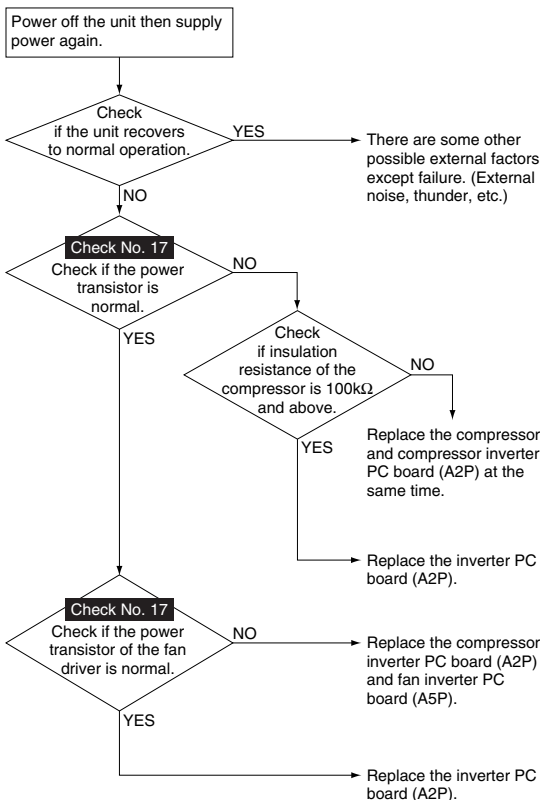 Power off the unit then supply
power again.
Check
if the unit recovers
to normal operation.
YES
There are some other
possible external factors
except failure. (External
noise, thunder, etc.)
NO
Check No. 17
Check if the power
transistor is
normal.
NO
YES
Check
if insulation
resistance of the
compressor is 100kΩ
and above.
NO
YES
Replace the compressor
and compressor inverter
PC board (A2P) at the
same time.
Replace the inverter PC
board (A2P).
Check No. 17
Check if the power
transistor of the fan
driver is normal.
NO
Replace the compressor
inverter PC board (A2P)
and fan inverter PC
board (A5P).
YES
Replace the inverter PC
board (A2P).